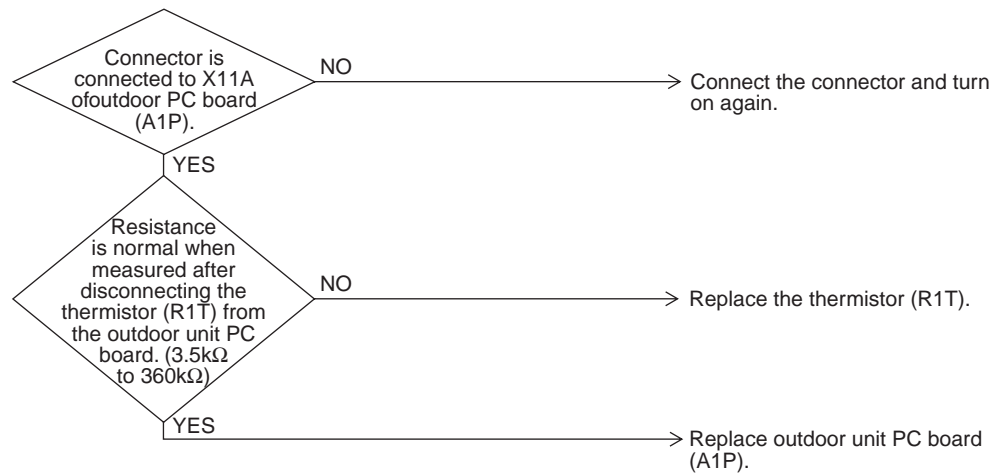 Connector is
connected to X11A
ofoutdoor PC board
(A1P).
NO
Connect the connector and turn
on again.
YES
Resistance
is normal when
measured after
disconnecting the
thermistor (R1T) from
the outdoor unit PC
board. (3.5kΩ
to 360kΩ)
NO
Replace the thermistor (R1T).
YES
Replace outdoor unit PC board
(A1P).